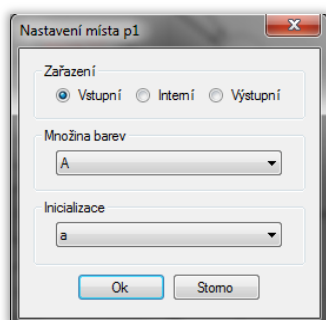 Nastavení místa p1
Zařazení
Vstupní Interní Výstupní
Množina barev
A
Inicializace
a
Ok Storno